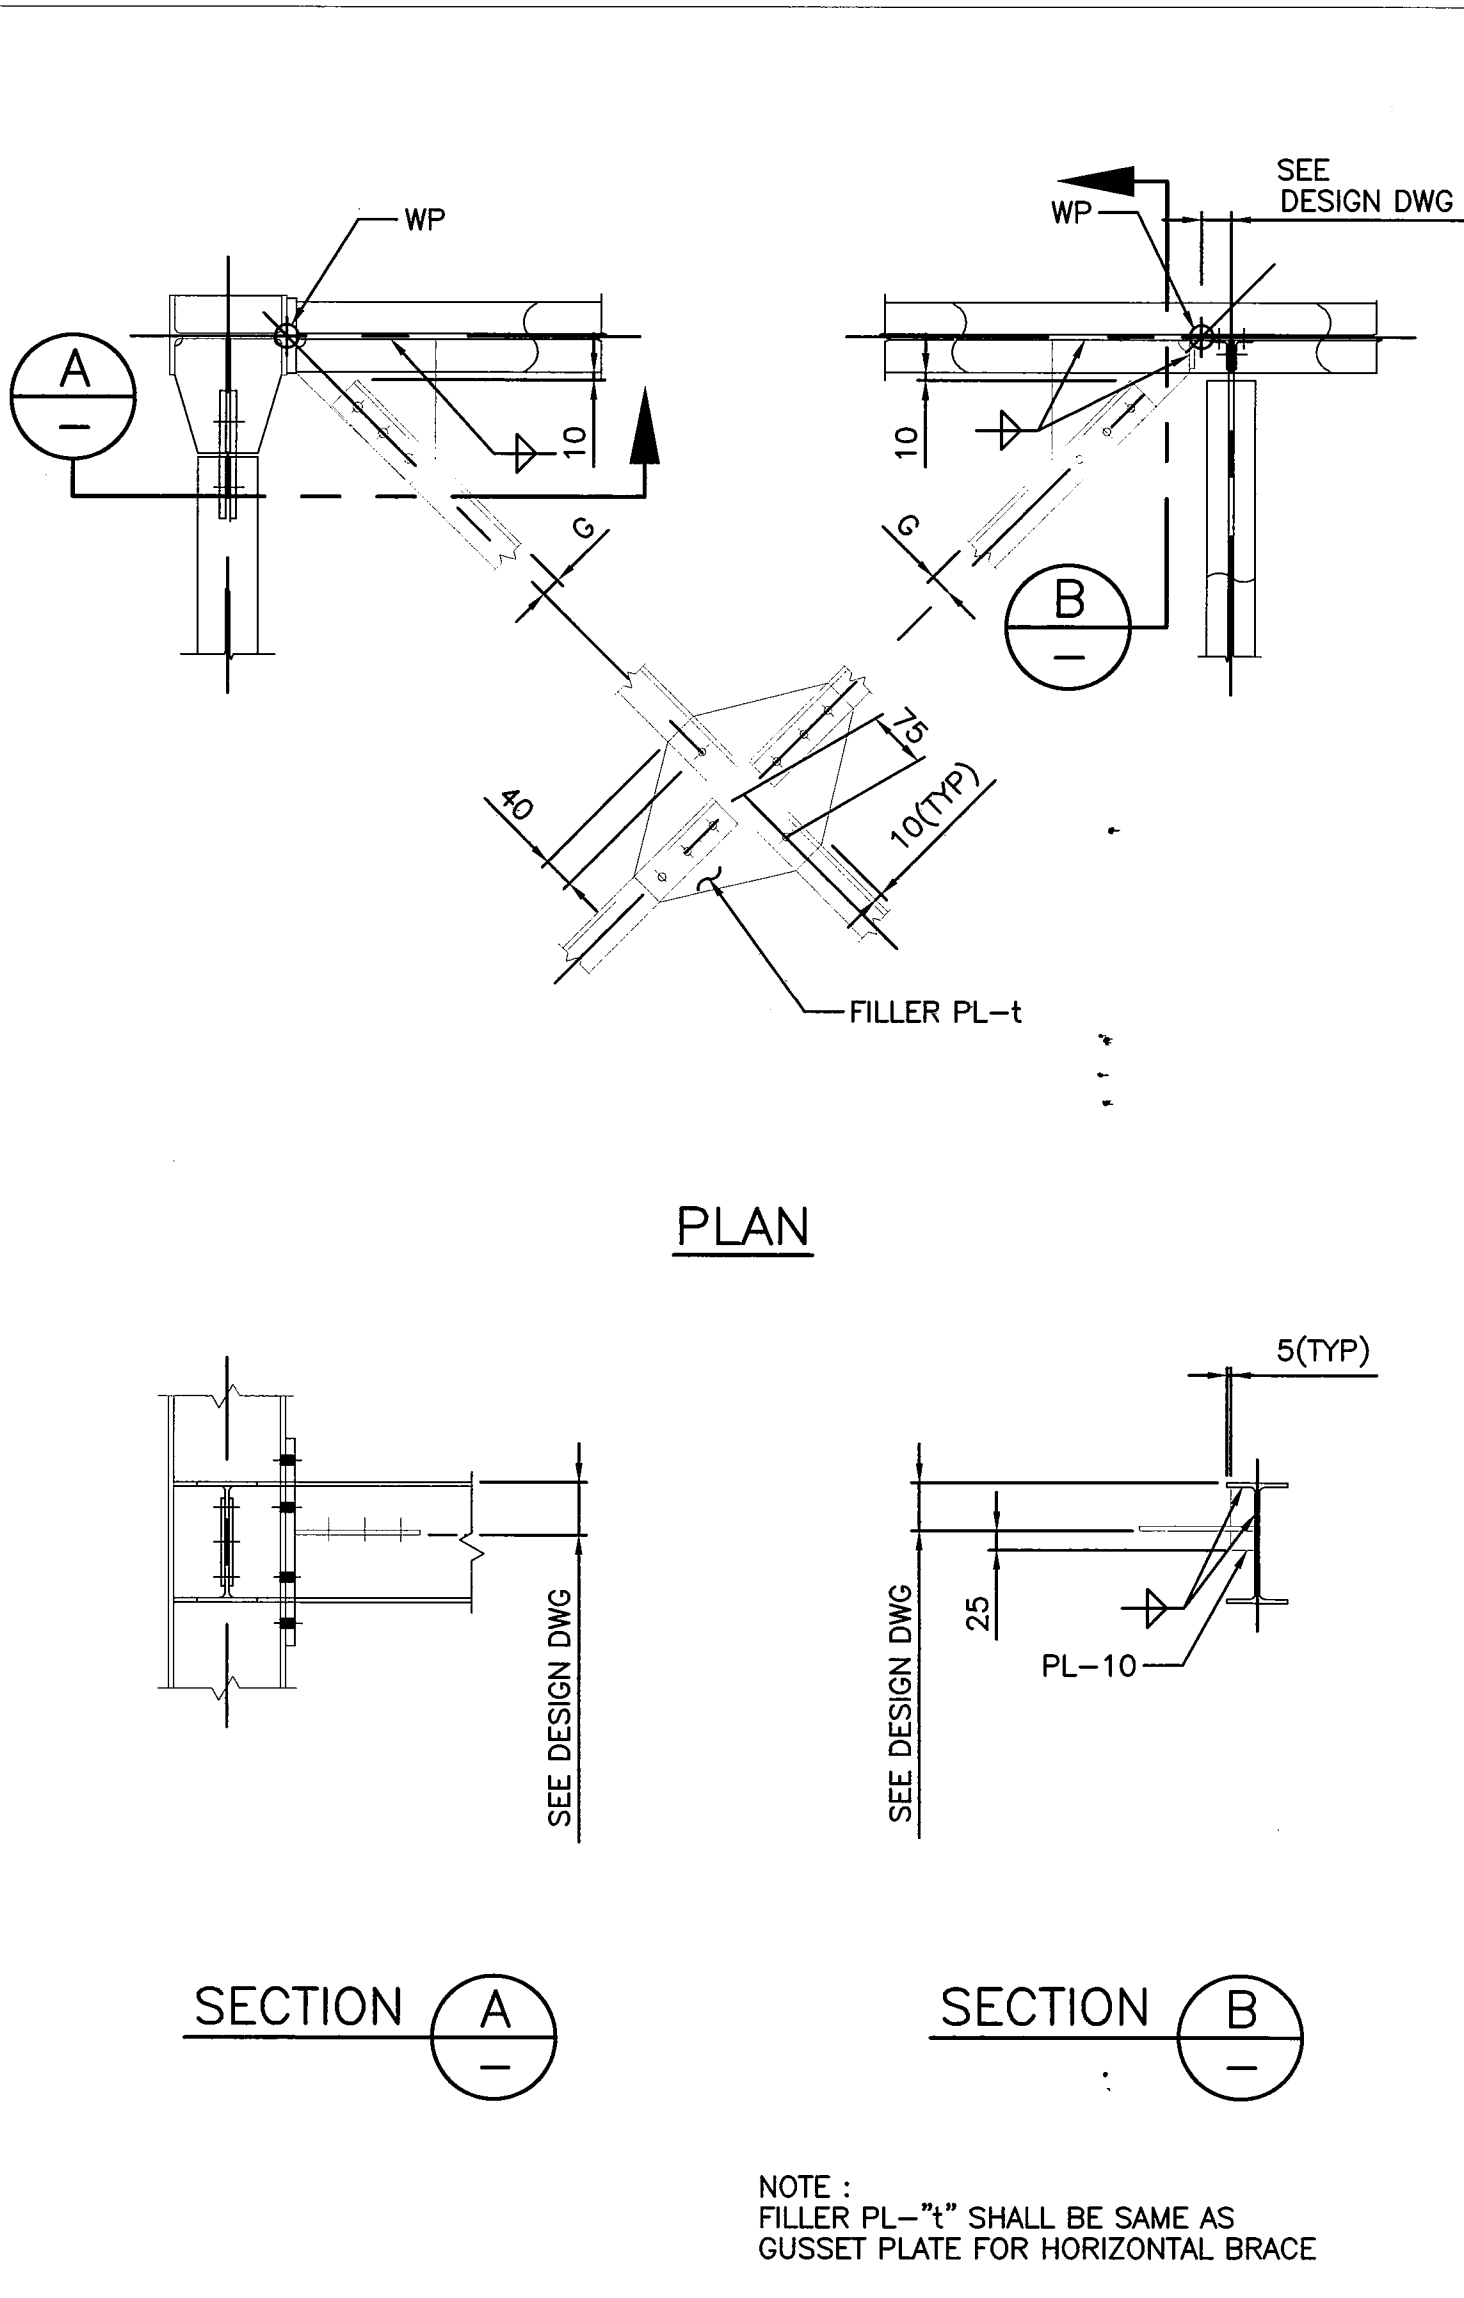 SEE
DESIGN DWG
WP
WP
A
–
10
10
G
G
B
–
75
40
10(TYP)
FILLER PL–t
PLAN
5(TYP)
SEE DESIGN DWG
SEE DESIGN DWG
25
PL–10
SECTION A
–
SECTION B
–
NOTE :
FILLER PL–"t" SHALL BE SAME AS
GUSSET PLATE FOR HORIZONTAL BRACE